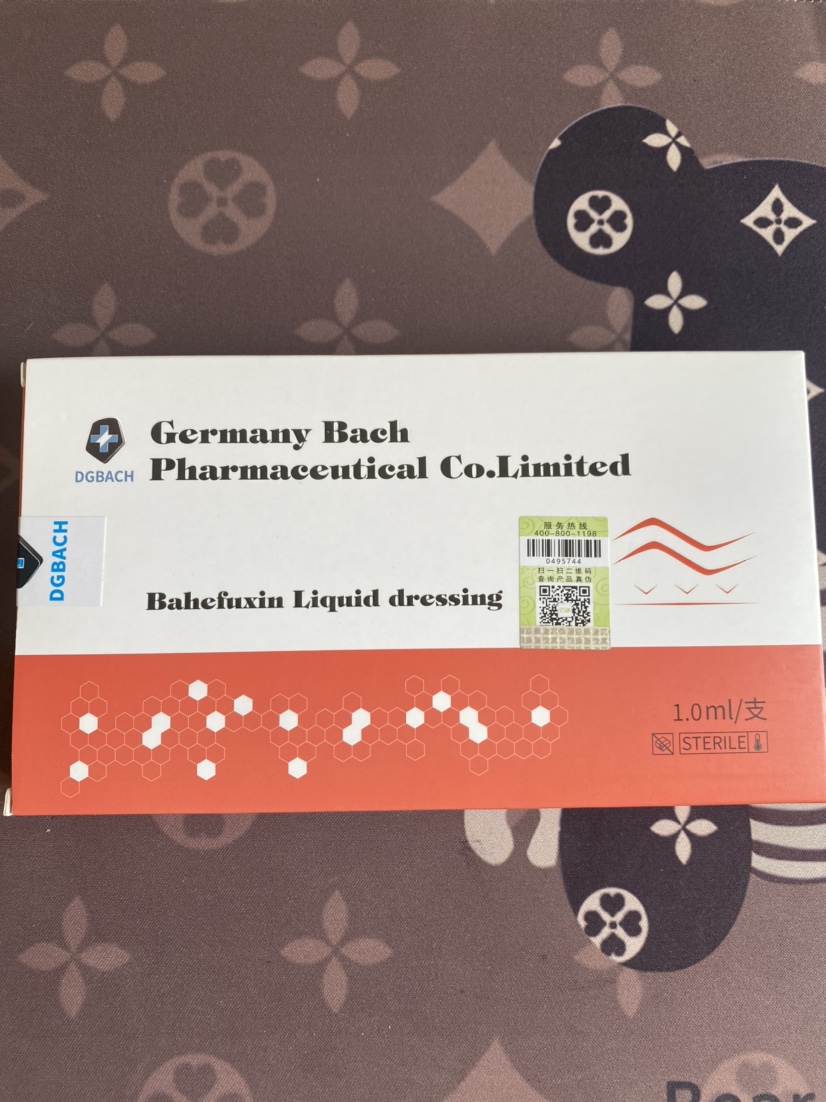 Germany Bach
Pharmaceutical Co.Limited
DGBACH
DGBACH
服务热线
400-800-1198
0495744
扫一扫二维码
查询产品真伪
Bahefuxin Liquid dressing
1.0ml/支
STERILE